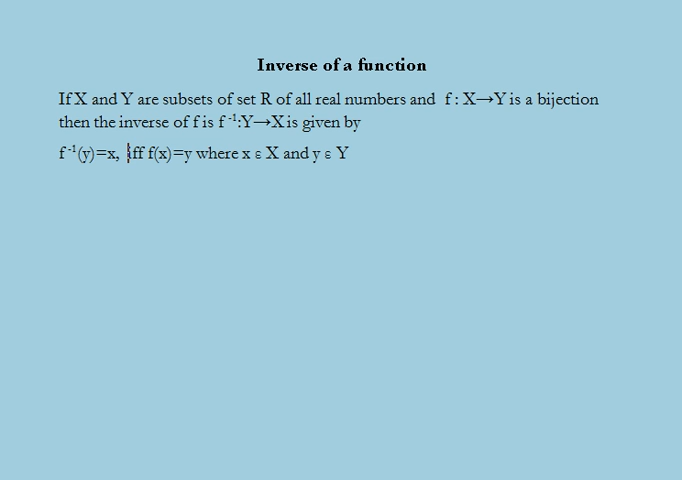 Inverse of a function
If X and Y are subsets of set R of all real numbers and f : X→Y is a bijection
then the inverse of f is f⁻¹:Y→X is given by
f⁻¹(y)=x, iff f(x)=y where x ε X and y ε Y